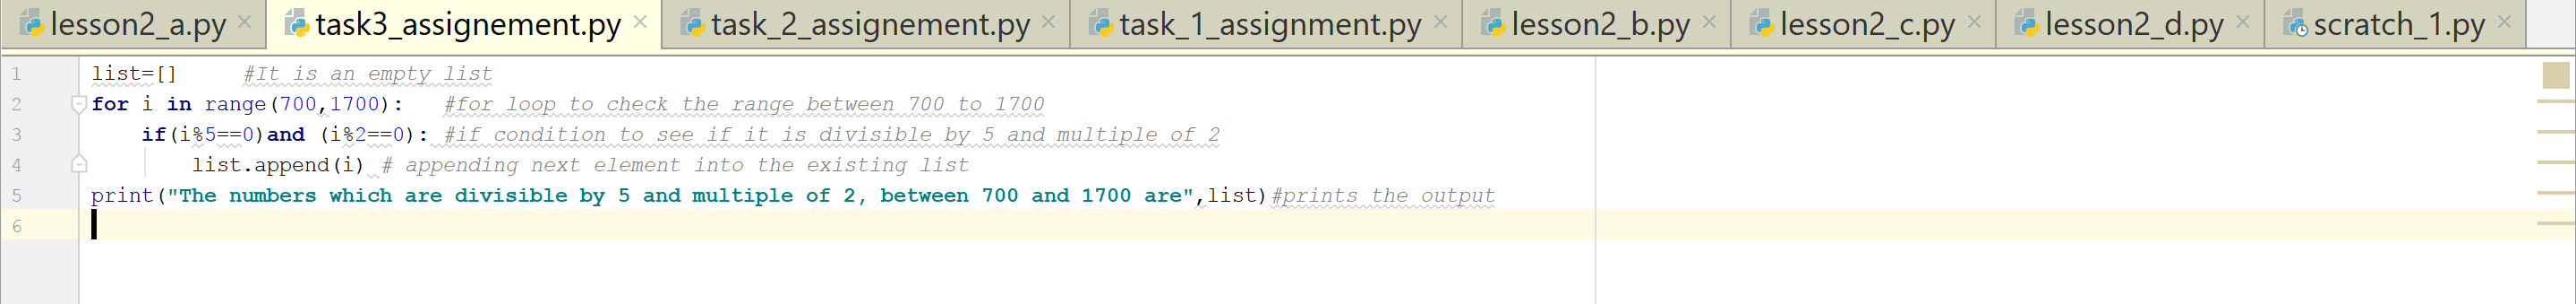 lesson2_a.py task3_assignement.py task_2_assignement.py task_1_assignment.py lesson2_b.py lesson2_c.py lesson2_d.py scratch_1.py
1 list=[] #It is an empty list
2 for i in range(700,1700): #for loop to check the range between 700 to 1700
3 if(i%5==0)and (i%2==0): #if condition to see if it is divisible by 5 and multiple of 2
4 list.append(i) # appending next element into the existing list
5 print("The numbers which are divisible by 5 and multiple of 2, between 700 and 1700 are",list)#prints the output
6